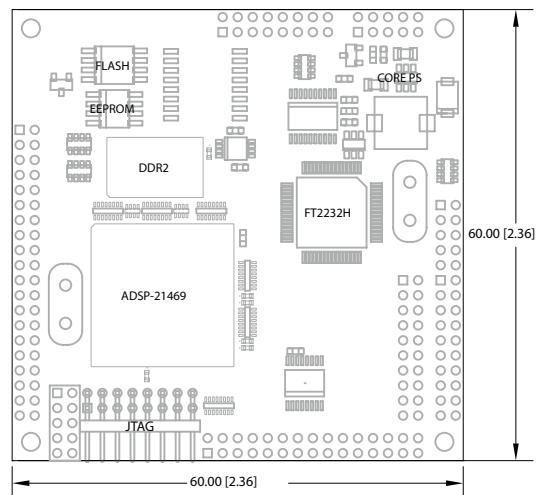 FLASH
CORE PS
EEPROM
DDR2
FT2232H
60.00 [2.36]
ADSP-21469
JTAG
60.00 [2.36]